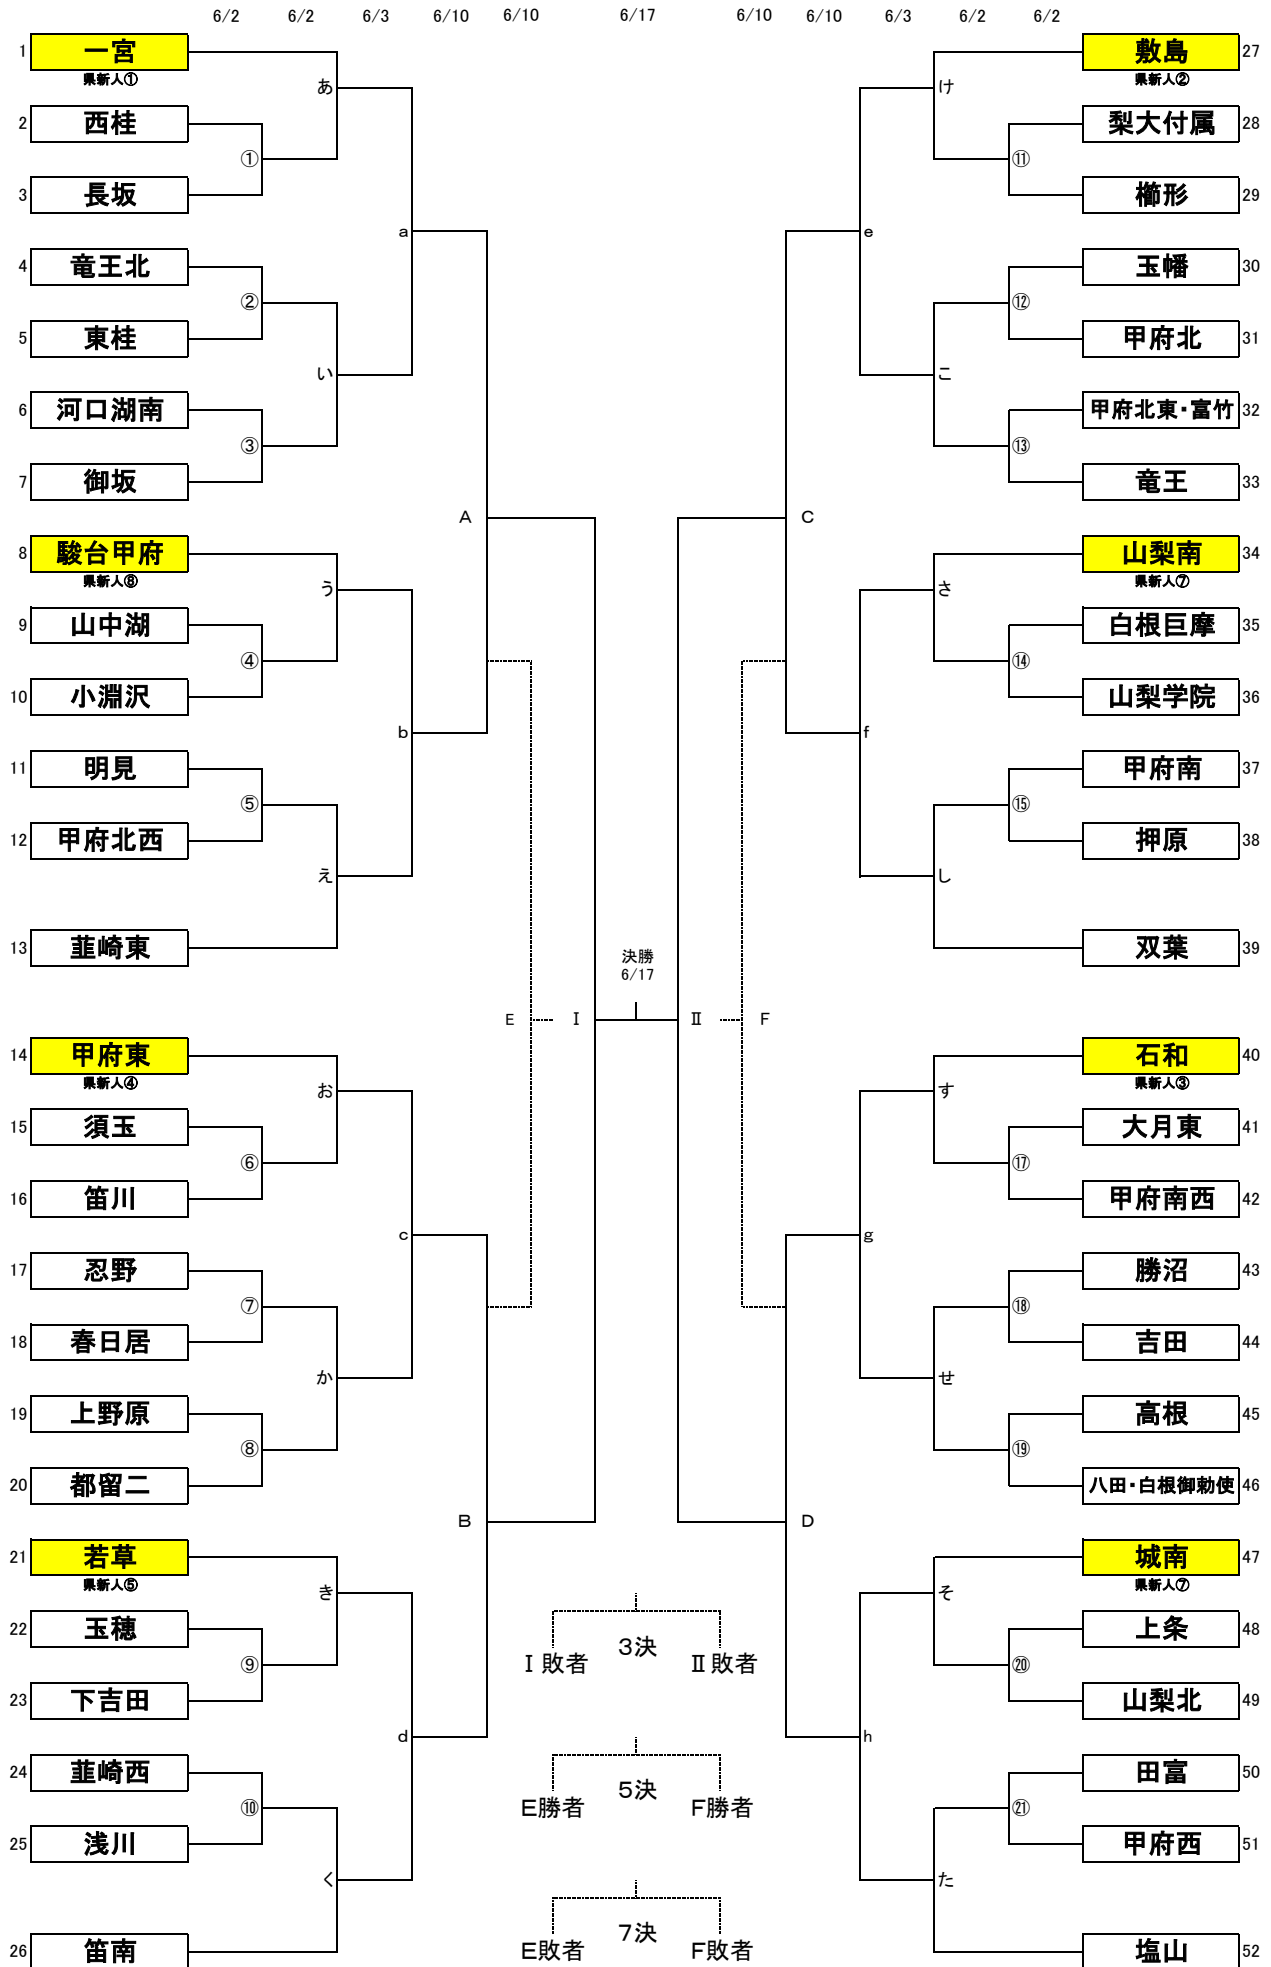 6/2 6/2 6/3 6/10 6/10 6/17 6/10 6/10 6/3 6/2 6/2
1 一宮
県新人①
あ
2 西桂
①
3 長坂
a
4 竜王北
②
5 東桂
い
6 河口湖南
③
7 御坂
A
8 駿台甲府
県新人⑧
う
9 山中湖
④
10 小淵沢
b
11 明見
⑤
12 甲府北西
え
13 韮崎東
E Ⅰ
14 甲府東
県新人④
お
15 須玉
⑥
16 笛川
c
17 忍野
⑦
18 春日居
か
19 上野原
⑧
20 都留二
B
21 若草
県新人⑤
き
22 玉穂
⑨
23 下吉田
d
24 韮崎西
⑩
25 浅川
く
26 笛南
決勝
6/17
敷島 27
県新人②
け
梨大付属 28
⑪
櫛形 29
e
玉幡 30
⑫
甲府北 31
こ
甲府北東・富竹 32
⑬
竜王 33
C
山梨南 34
県新人⑦
さ
白根巨摩 35
⑭
山梨学院 36
f
甲府南 37
⑮
押原 38
し
双葉 39
Ⅱ F
石和 40
県新人③
す
大月東 41
⑰
甲府南西 42
g
勝沼 43
⑱
吉田 44
せ
高根 45
⑲
八田・白根御勅使 46
D
城南 47
県新人⑦
そ
上条 48
⑳
山梨北 49
h
田富 50
㉑
甲府西 51
た
塩山 52
3決
Ⅰ敗者 Ⅱ敗者
5決
E勝者 F勝者
7決
E敗者 F敗者